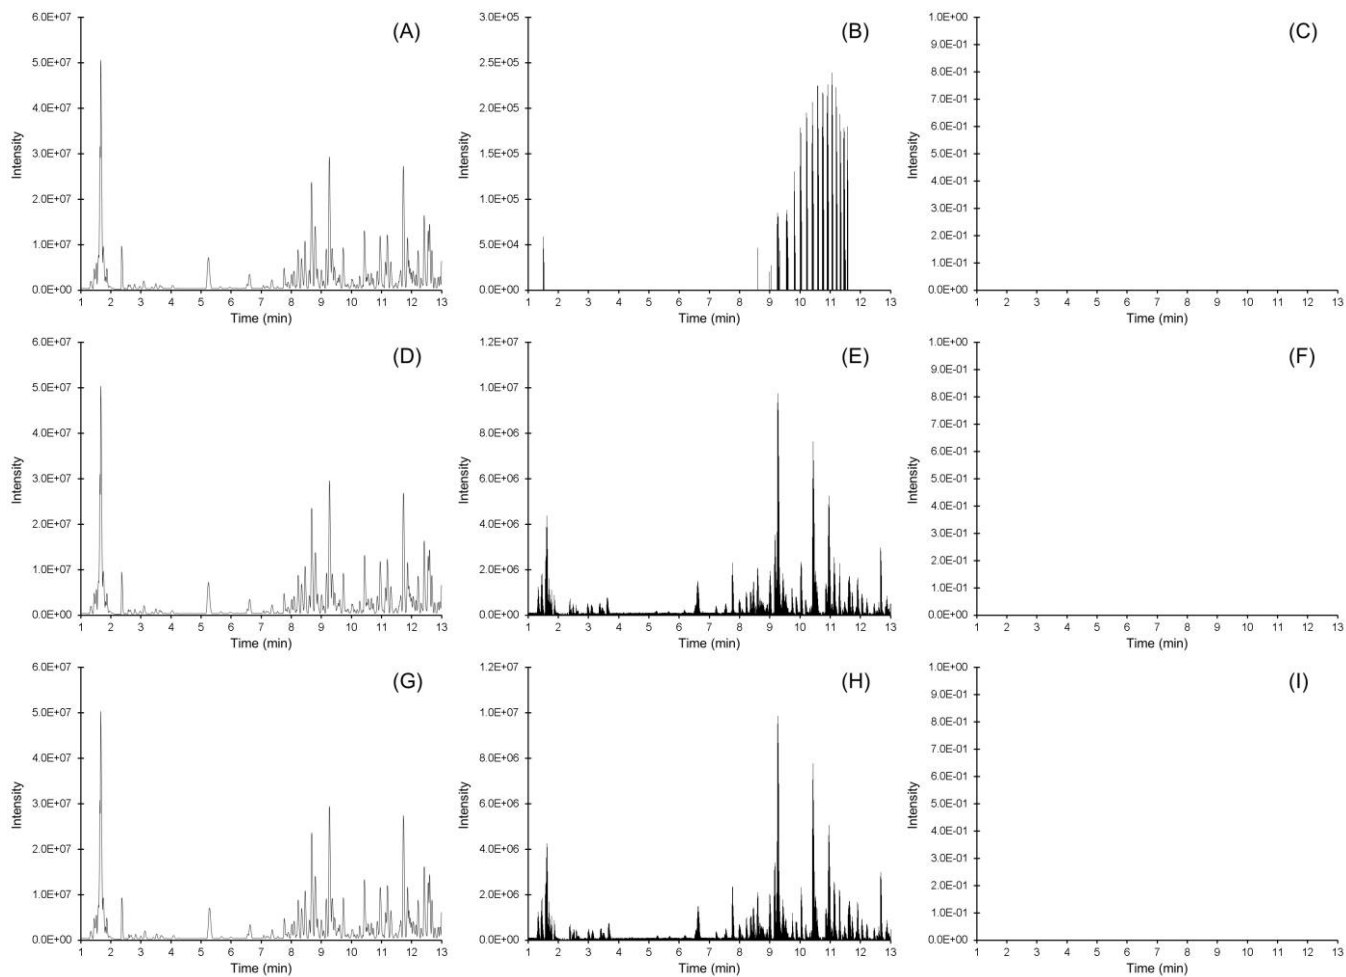 6.0E+07
5.0E+07
4.0E+07
3.0E+07
2.0E+07
1.0E+07
0.0E+00
Intensity
1 2 3 4 5 6 7 8 9 10 11 12 13
Time (min)
(A)
3.0E+05
2.5E+05
2.0E+05
1.5E+05
1.0E+05
5.0E+04
0.0E+00
Intensity
1 2 3 4 5 6 7 8 9 10 11 12 13
Time (min)
(B)
1.0E+00
9.0E-01
8.0E-01
7.0E-01
6.0E-01
5.0E-01
4.0E-01
3.0E-01
2.0E-01
1.0E-01
0.0E+00
Intensity
1 2 3 4 5 6 7 8 9 10 11 12 13
Time (min)
(C)
6.0E+07
5.0E+07
4.0E+07
3.0E+07
2.0E+07
1.0E+07
0.0E+00
Intensity
1 2 3 4 5 6 7 8 9 10 11 12 13
Time (min)
(D)
1.2E+07
1.0E+07
8.0E+06
6.0E+06
4.0E+06
2.0E+06
0.0E+00
Intensity
1 2 3 4 5 6 7 8 9 10 11 12 13
Time (min)
(E)
1.0E+00
9.0E-01
8.0E-01
7.0E-01
6.0E-01
5.0E-01
4.0E-01
3.0E-01
2.0E-01
1.0E-01
0.0E+00
Intensity
1 2 3 4 5 6 7 8 9 10 11 12 13
Time (min)
(F)
6.0E+07
5.0E+07
4.0E+07
3.0E+07
2.0E+07
1.0E+07
0.0E+00
Intensity
1 2 3 4 5 6 7 8 9 10 11 12 13
Time (min)
(G)
1.2E+07
1.0E+07
8.0E+06
6.0E+06
4.0E+06
2.0E+06
0.0E+00
Intensity
1 2 3 4 5 6 7 8 9 10 11 12 13
Time (min)
(H)
1.0E+00
9.0E-01
8.0E-01
7.0E-01
6.0E-01
5.0E-01
4.0E-01
3.0E-01
2.0E-01
1.0E-01
0.0E+00
Intensity
1 2 3 4 5 6 7 8 9 10 11 12 13
Time (min)
(I)